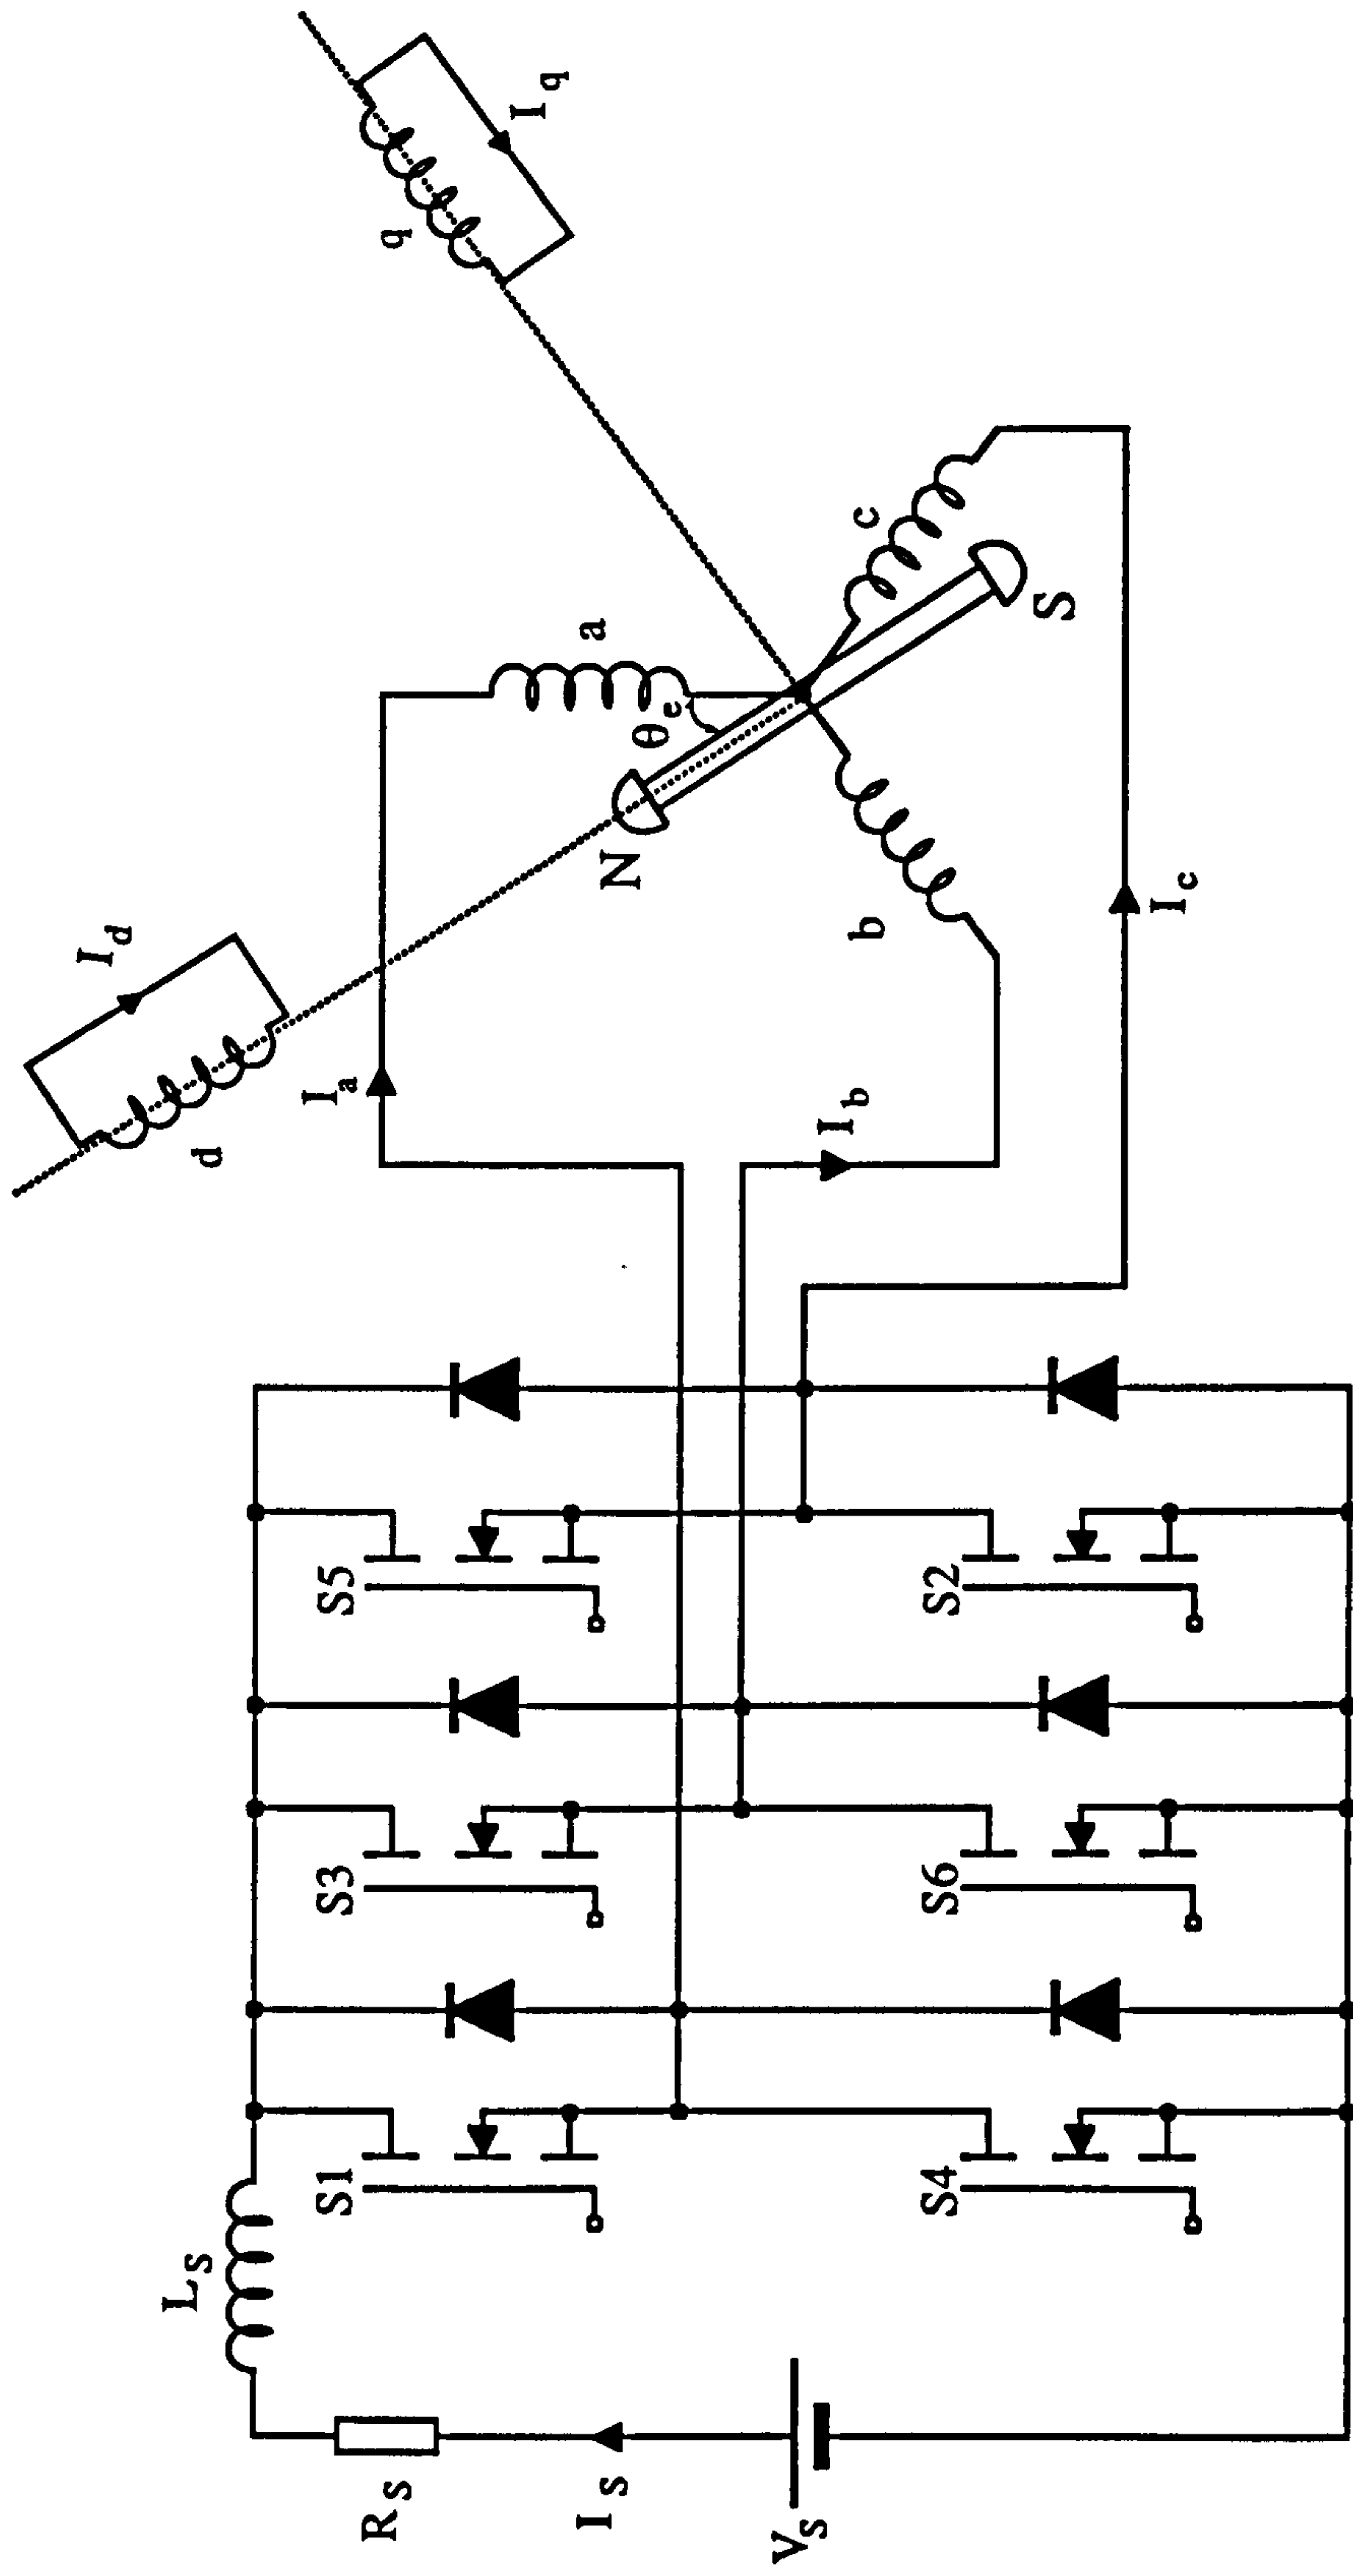 V_s
I_s
R_s
L_s
S1
S3
S5
S4
S6
S2
I_a
I_b
I_c
I_d
d
I_q
q
a
b
c
θ_e
N
S